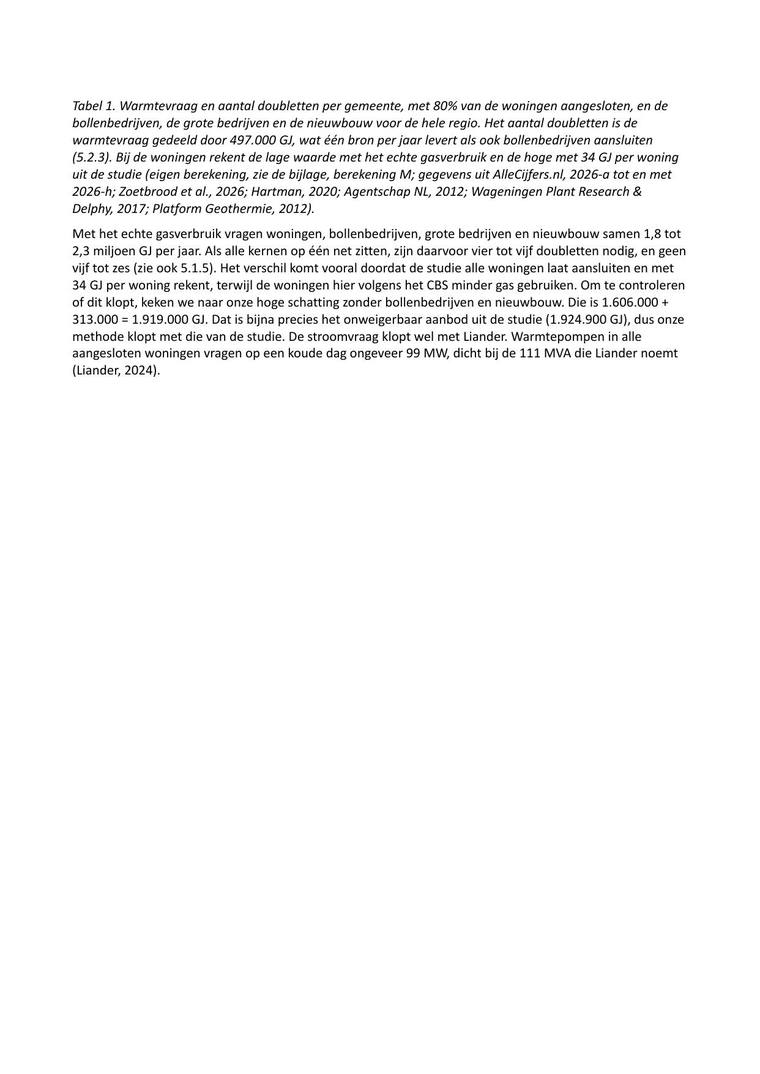 Tabel 1. Warmtevraag en aantal doubletten per gemeente, met 80% van de woningen aangesloten, en de
bollenbedrijven, de grote bedrijven en de nieuwbouw voor de hele regio. Het aantal doubletten is de
warmtevraag gedeeld door 497.000 GJ, wat één bron per jaar levert als ook bollenbedrijven aansluiten
(5.2.3). Bij de woningen rekent de lage waarde met het echte gasverbruik en de hoge met 34 GJ per woning
uit de studie (eigen berekening, zie de bijlage, berekening M; gegevens uit AlleCijfers.nl, 2026-a tot en met
2026-h; Zoetbrood et al., 2026; Hartman, 2020; Agentschap NL, 2012; Wageningen Plant Research &
Delphy, 2017; Platform Geothermie, 2012).
Met het echte gasverbruik vragen woningen, bollenbedrijven, grote bedrijven en nieuwbouw samen 1,8 tot
2,3 miljoen GJ per jaar. Als alle kernen op één net zitten, zijn daarvoor vier tot vijf doubletten nodig, en geen
vijf tot zes (zie ook 5.1.5). Het verschil komt vooral doordat de studie alle woningen laat aansluiten en met
34 GJ per woning rekent, terwijl de woningen hier volgens het CBS minder gas gebruiken. Om te controleren
of dit klopt, keken we naar onze hoge schatting zonder bollenbedrijven en nieuwbouw. Die is 1.606.000 +
313.000 = 1.919.000 GJ. Dat is bijna precies het onweigerbaar aanbod uit de studie (1.924.900 GJ), dus onze
methode klopt met die van de studie. De stroomvraag klopt wel met Liander. Warmtepompen in alle
aangesloten woningen vragen op een koude dag ongeveer 99 MW, dicht bij de 111 MVA die Liander noemt
(Liander, 2024).